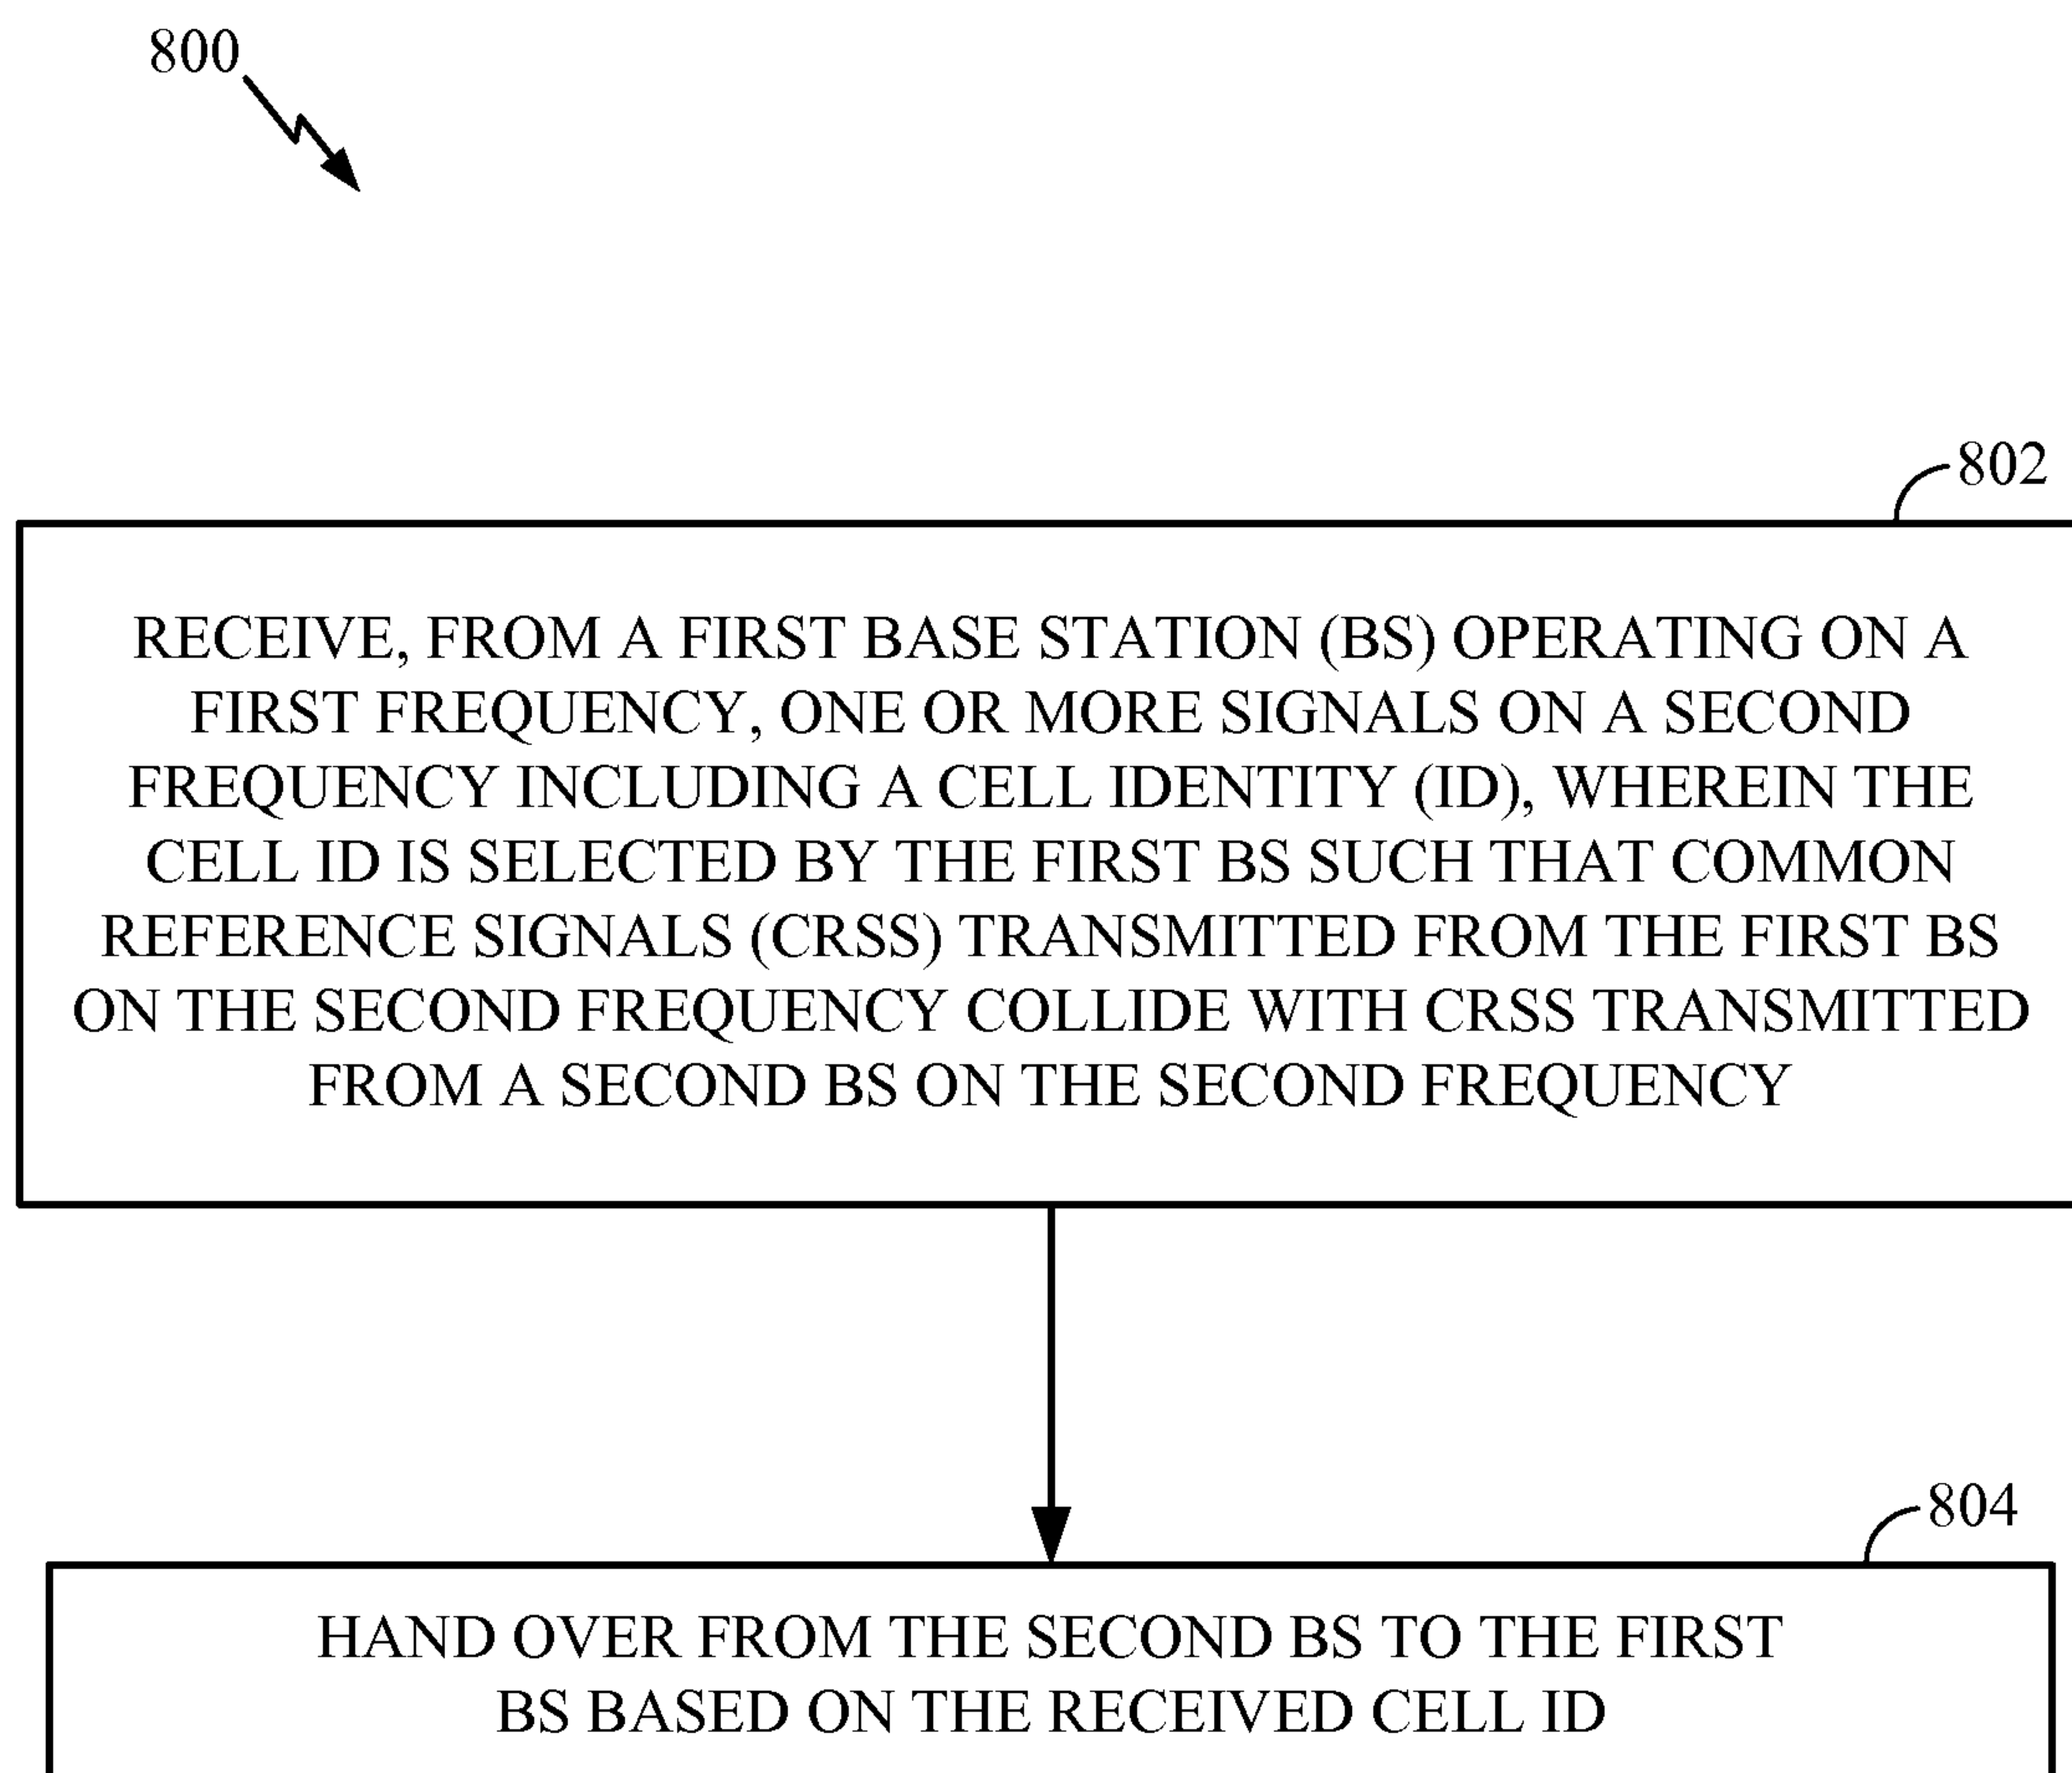 800
802
RECEIVE, FROM A FIRST BASE STATION (BS) OPERATING ON A
FIRST FREQUENCY, ONE OR MORE SIGNALS ON A SECOND
FREQUENCY INCLUDING A CELL IDENTITY (ID), WHEREIN THE
CELL ID IS SELECTED BY THE FIRST BS SUCH THAT COMMON
REFERENCE SIGNALS (CRSS) TRANSMITTED FROM THE FIRST BS
ON THE SECOND FREQUENCY COLLIDE WITH CRSS TRANSMITTED
FROM A SECOND BS ON THE SECOND FREQUENCY
804
HAND OVER FROM THE SECOND BS TO THE FIRST
BS BASED ON THE RECEIVED CELL ID